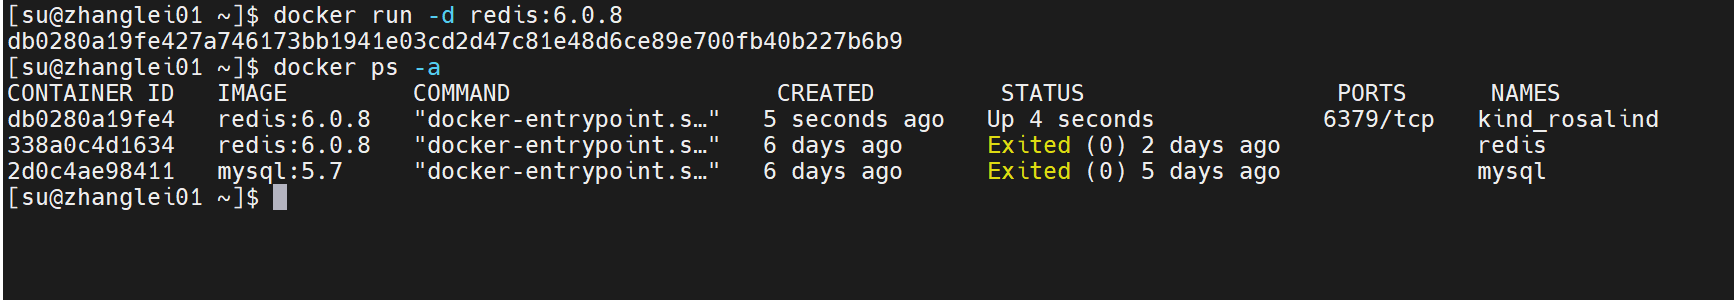 [su@zhanglei01 ~]$ docker run -d redis:6.0.8
db0280a19fe427a746173bb1941e03cd2d47c81e48d6ce89e700fb40b227b6b9
[su@zhanglei01 ~]$ docker ps -a
CONTAINER ID   IMAGE         COMMAND                   CREATED         STATUS                  PORTS      NAMES
db0280a19fe4   redis:6.0.8   "docker-entrypoint.s…"   5 seconds ago   Up 4 seconds            6379/tcp   kind_rosalind
338a0c4d1634   redis:6.0.8   "docker-entrypoint.s…"   6 days ago      Exited (0) 2 days ago              redis
2d0c4ae98411   mysql:5.7     "docker-entrypoint.s…"   6 days ago      Exited (0) 5 days ago              mysql
[su@zhanglei01 ~]$